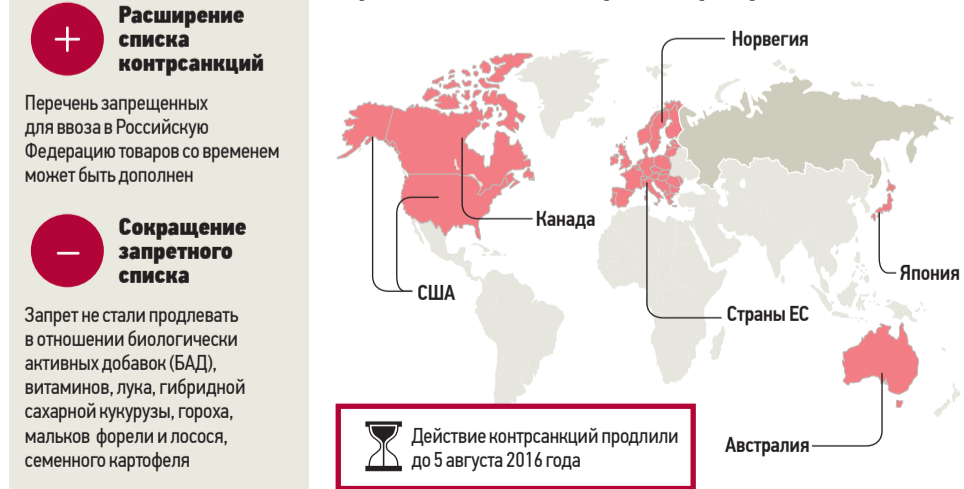 Расширение
списка
контрсанкций
Перечень запрещенных
для ввоза в Российскую
Федерацию товаров со временем
может быть дополнен
Сокращение
запретного
списка
Запрет не стали продлевать
в отношении биологически
активных добавок (БАД),
витаминов, лука, гибридной
сахарной кукурузы, гороха,
мальков форели и лосося,
семенного картофеля
Норвегия
Канада
Япония
США
Страны ЕС
Австралия
Действие контрсанкций продлили
до 5 августа 2016 года